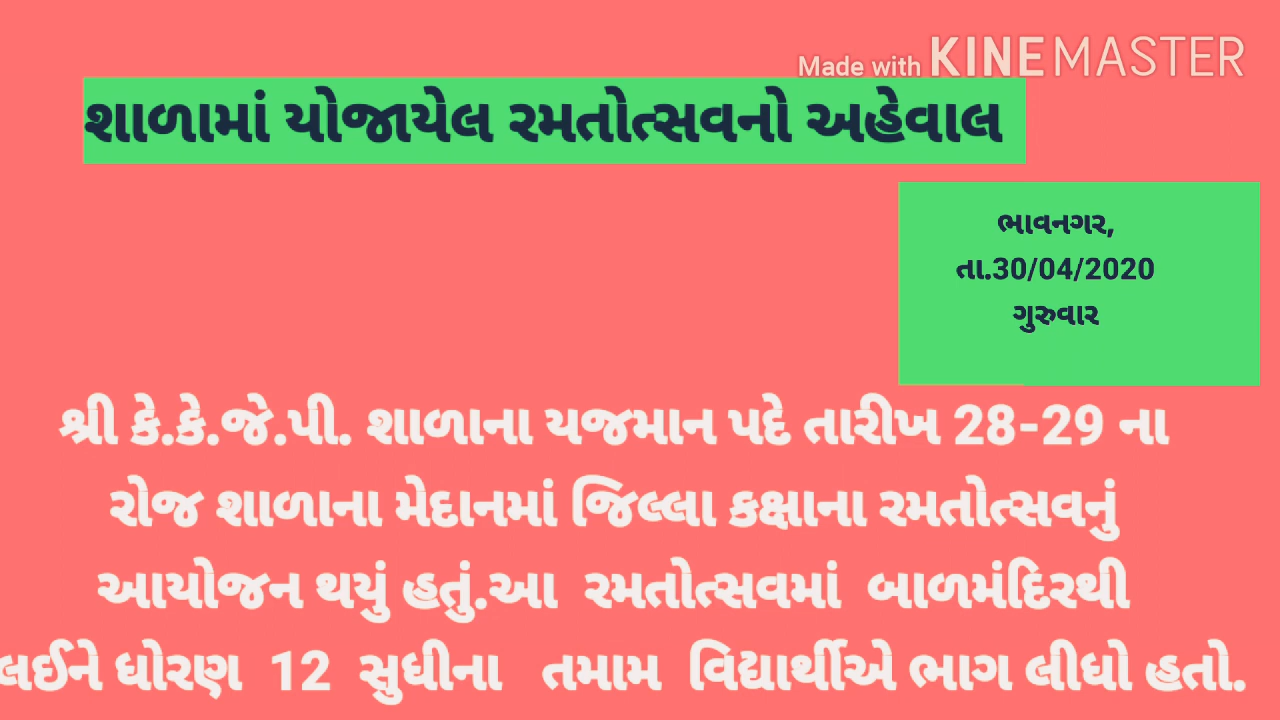 Made with KINEMASTER
શાળામાં યોજાયેલ રમતોત્સવનો અહેવાલ
ભાવનગર,
તા.30/04/2020
ગુરુવાર
શ્રી કે.કે.જે.પી. શાળાના યજમાન પદે તારીખ 28-29 ના
રોજ શાળાના મેદાનમાં જિલ્લા કક્ષાના રમતોત્સવનું
આયોજન થયું હતું.આ રમતોત્સવમાં બાળમંદિરથી
લઈને ધોરણ 12 સુધીના તમામ વિદ્યાર્થીએ ભાગ લીધો હતો.